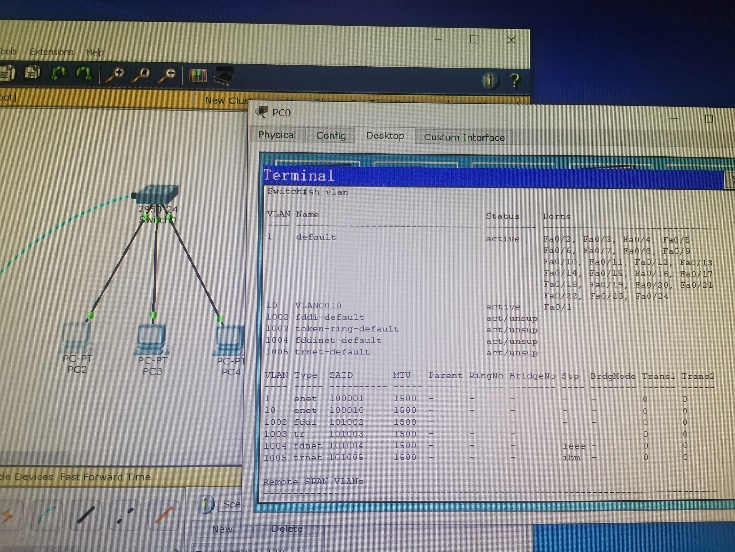 Tools Extensions Help
New Clus
PC0
Physical Config Desktop Custom Interface
Terminal
Switch#sh vlan
VLAN Name Status Ports
1 default active Fa0/2, Fa0/3, Fa0/4, Fa0/5
Fa0/6, Fa0/7, Fa0/8, Fa0/9
Fa0/10, Fa0/11, Fa0/12, Fa0/13
Fa0/14, Fa0/15, Fa0/16, Fa0/17
Fa0/18, Fa0/19, Fa0/20, Fa0/21
Fa0/22, Fa0/23, Fa0/24
10 VLAN0010 active Fa0/1
1002 fddi-default act/unsup
1003 token-ring-default act/unsup
1004 fddinet-default act/unsup
1005 trnet-default act/unsup
VLAN Type SAID MTU Parent RingNo BridgeNo Stp BrdgMode Trans1 Trans2
1 enet 100001 1500 - - - - - 0 0
10 enet 100010 1500 - - - - - 0 0
1002 fddi 101002 1500 - - - - - 0 0
1003 tr 101003 1500 - - - - - 0 0
1004 fdnet 101004 1500 - - - ieee - 0 0
1005 trnet 101005 1500 - - - ibm - 0 0
Remote SPAN VLANs
2950-24
Switch0
PC-PT
PC2
PC-PT
PC3
PC-PT
PC4
Devices Fast Forward Time
Sce
New Delete